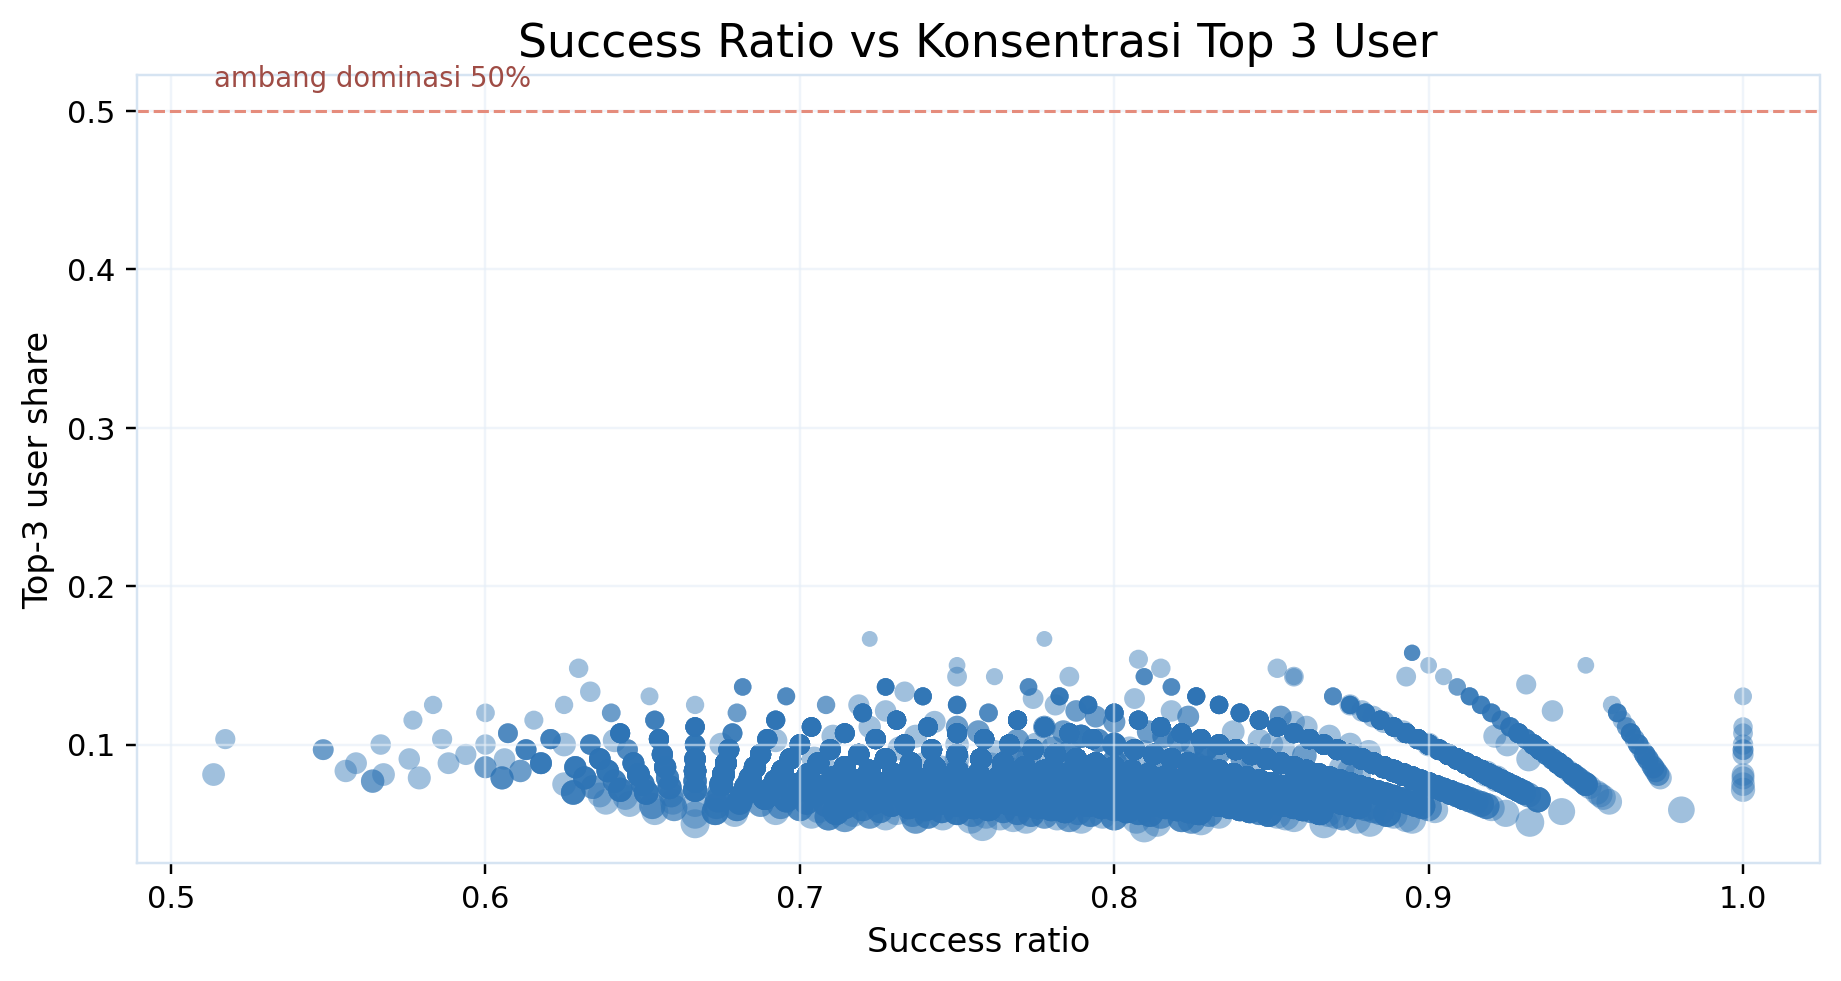 Success Ratio vs Konsentrasi Top 3 User
ambang dominasi 50%
0.5
0.4
0.3
0.2
0.1
Top-3 user share
0.5 0.6 0.7 0.8 0.9 1.0
Success ratio